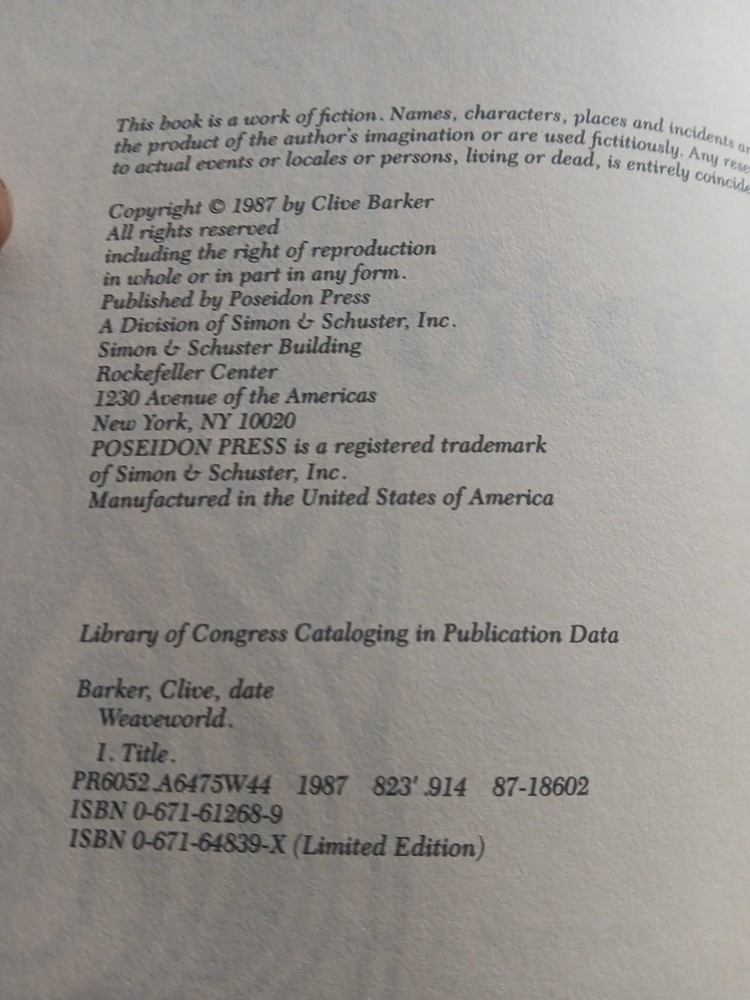 This book is a work of fiction. Names, characters, places and incidents
the product of the author's imagination or are used fictitiously. Any
to actual events or locales or persons, living or dead, is entirely
Copyright © 1987 by Clive Barker
All rights reserved
including the right of reproduction
in whole or in part in any form.
Published by Poseidon Press
A Division of Simon & Schuster, Inc.
Simon & Schuster Building
Rockefeller Center
1230 Avenue of the Americas
New York, NY 10020
POSEIDON PRESS is a registered trademark
of Simon & Schuster, Inc.
Manufactured in the United States of America
Library of Congress Cataloging in Publication Data
Barker, Clive, date
Weaveworld.
I. Title.
PR6052.A6475W44 1987 823'.914 87-18602
ISBN 0-671-61268-9
ISBN 0-671-64839-X (Limited Edition)